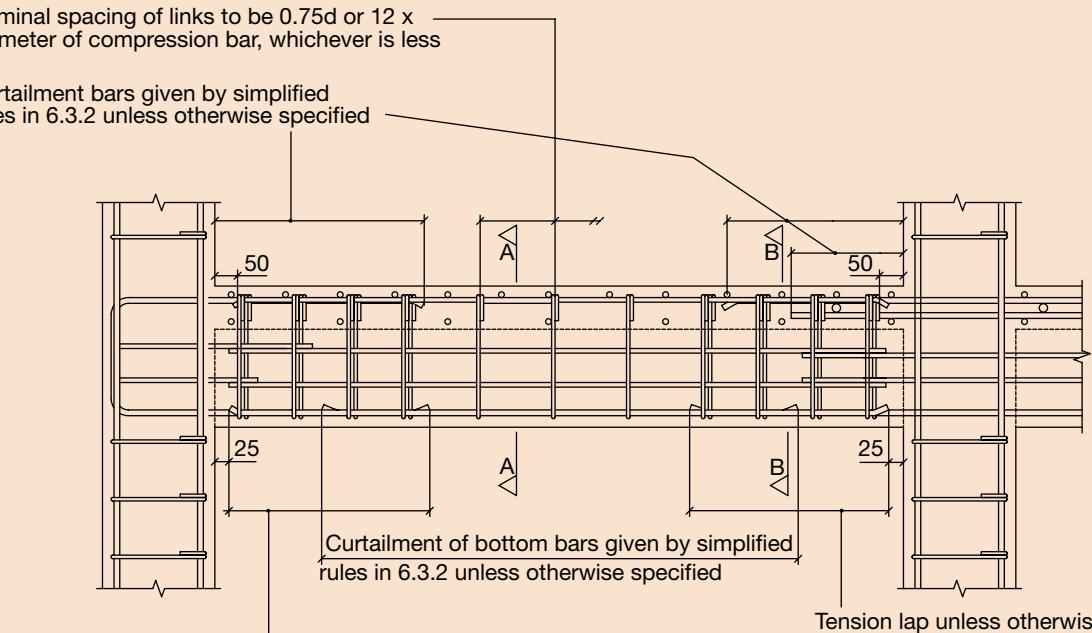 minal spacing of links to be 0.75d or 12 x
meter of compression bar, whichever is less
rtailment bars given by simplified
es in 6.3.2 unless otherwise specified
A
B
50
50
25
A
B
25
Curtailment of bottom bars given by simplified
rules in 6.3.2 unless otherwise specified
Tension lap unless otherwis